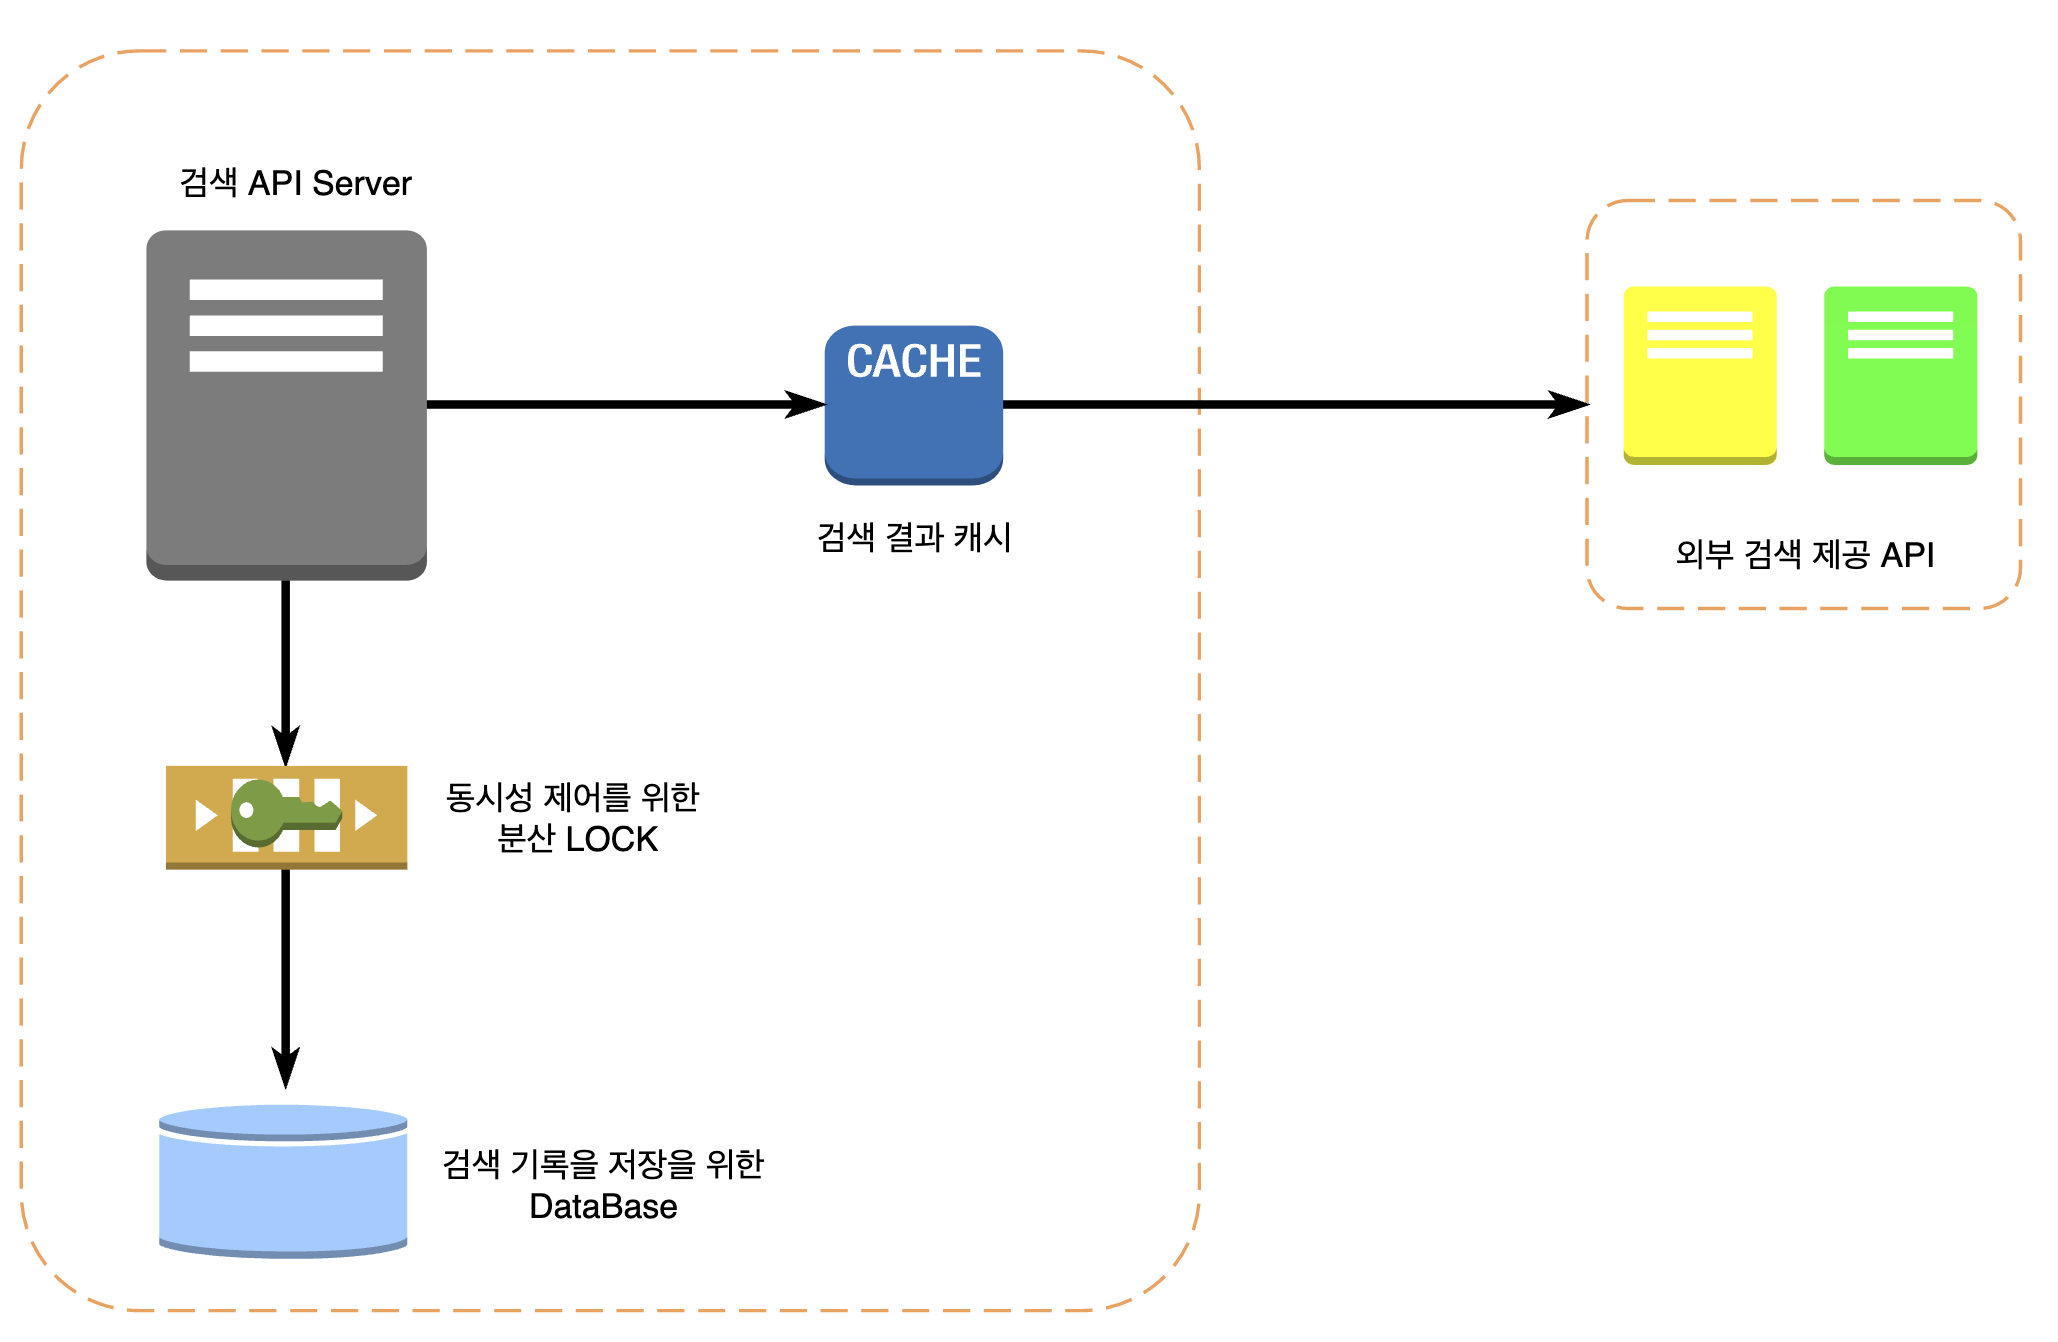 검색 API Server
CACHE
검색 결과 캐시
외부 검색 제공 API
동시성 제어를 위한
분산 LOCK
검색 기록을 저장을 위한
DataBase